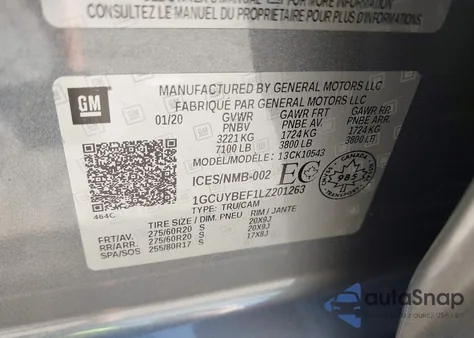 CONSULTEZ LE MANUEL DU PROPRIETAIRE POUR PLUS D'INFORMATIONS
GM
MANUFACTURED BY GENERAL MOTORS LLC
FABRIQUÉ PAR GENERAL MOTORS LLC
01/20
GVWR GAWR FRT GAWR RR
PNBV PNBE AV. PNBE ARR.
3221 KG 1724 KG 1724 KG
7100 LB 3800 LB 3800 LB
MODEL/MODÈLE: 13CK10543
ICES/NMB-002 EC
CANADA
985
TRANSPORT
1GCUYBEF1LZ201263
TYPE: TRU/CAM
464C
TIRE SIZE / DIM. PNEU RIM / JANTE
FRT/AV. 275/60R20 S 20X9J
RR/ARR. 275/60R20 S 20X9J
SPA/SOS 255/80R17 S 17X8J
autoSnap